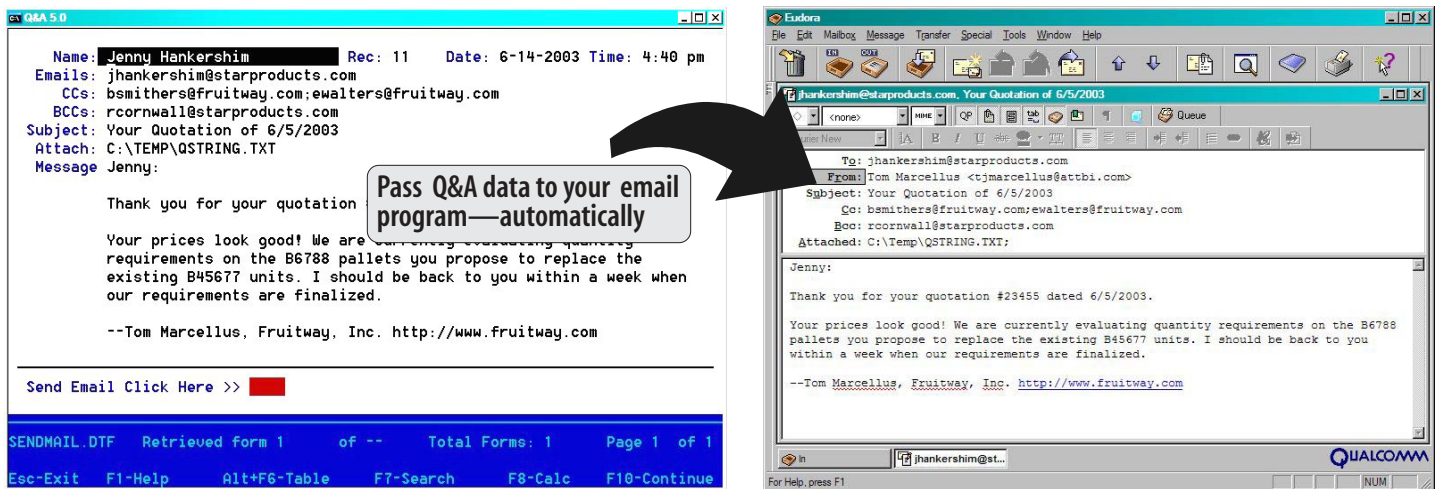 Q&A 5.0
Name: Jenny Hankershim Rec: 11 Date: 6-14-2003 Time: 4:40 pm
Emails: jhankershim@starproducts.com
CCs: bsmithers@fruitway.com;ewalters@fruitway.com
BCCs: rcornwall@starproducts.com
Subject: Your Quotation of 6/5/2003
Attach: C:\TEMP\QSTRING.TXT
Message Jenny:
Thank you for your quotation
Your prices look good! We are currently evaluating quantity
requirements on the B6788 pallets you propose to replace the
existing B45677 units. I should be back to you within a week when
our requirements are finalized.
--Tom Marcellus, Fruitway, Inc. http://www.fruitway.com
Send Email Click Here >>
SENDMAIL.DTF Retrieved form 1 of -- Total Forms: 1 Page 1 of 1
Esc-Exit F1-Help Alt+F6-Table F7-Search F8-Calc F10-Continue
Pass Q&A data to your email
program—automatically
Eudora
File Edit Mailbox Message Transfer Special Tools Window Help
IN OUT
jhankershim@starproducts.com, Your Quotation of 6/5/2003
<none> MIME QP Queue
Courier New A B I U
To: jhankershim@starproducts.com
From: Tom Marcellus <tjmarcellus@attbi.com>
Subject: Your Quotation of 6/5/2003
Cc: bsmithers@fruitway.com;ewalters@fruitway.com
Bcc: rcornwall@starproducts.com
Attached: C:\Temp\QSTRING.TXT;
Jenny:
Thank you for your quotation #23455 dated 6/5/2003.
Your prices look good! We are currently evaluating quantity requirements on the B6788
pallets you propose to replace the existing B45677 units. I should be back to you
within a week when our requirements are finalized.
--Tom Marcellus, Fruitway, Inc. http://www.fruitway.com
In jhankershim@st...
QUALCOMM
For Help, press F1 NUM